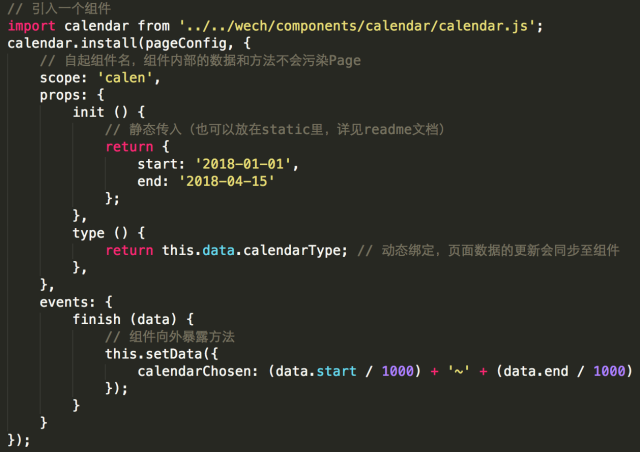 // 引入一个组件
import calendar from '../../wech/components/calendar/calendar.js';
calendar.install(pageConfig, {
    // 自起组件名，组件内部的数据和方法不会污染Page
    scope: 'calen',
    props: {
        init () {
            // 静态传入（也可以放在static里，详见readme文档）
            return {
                start: '2018-01-01',
                end: '2018-04-15'
            };
        },
        type () {
            return this.data.calendarType; // 动态绑定，页面数据的更新会同步至组件
        },
    },
    events: {
        finish (data) {
            // 组件向外暴露方法
            this.setData({
                calendarChosen: (data.start / 1000) + '~' + (data.end / 1000)
            });
        }
    }
});